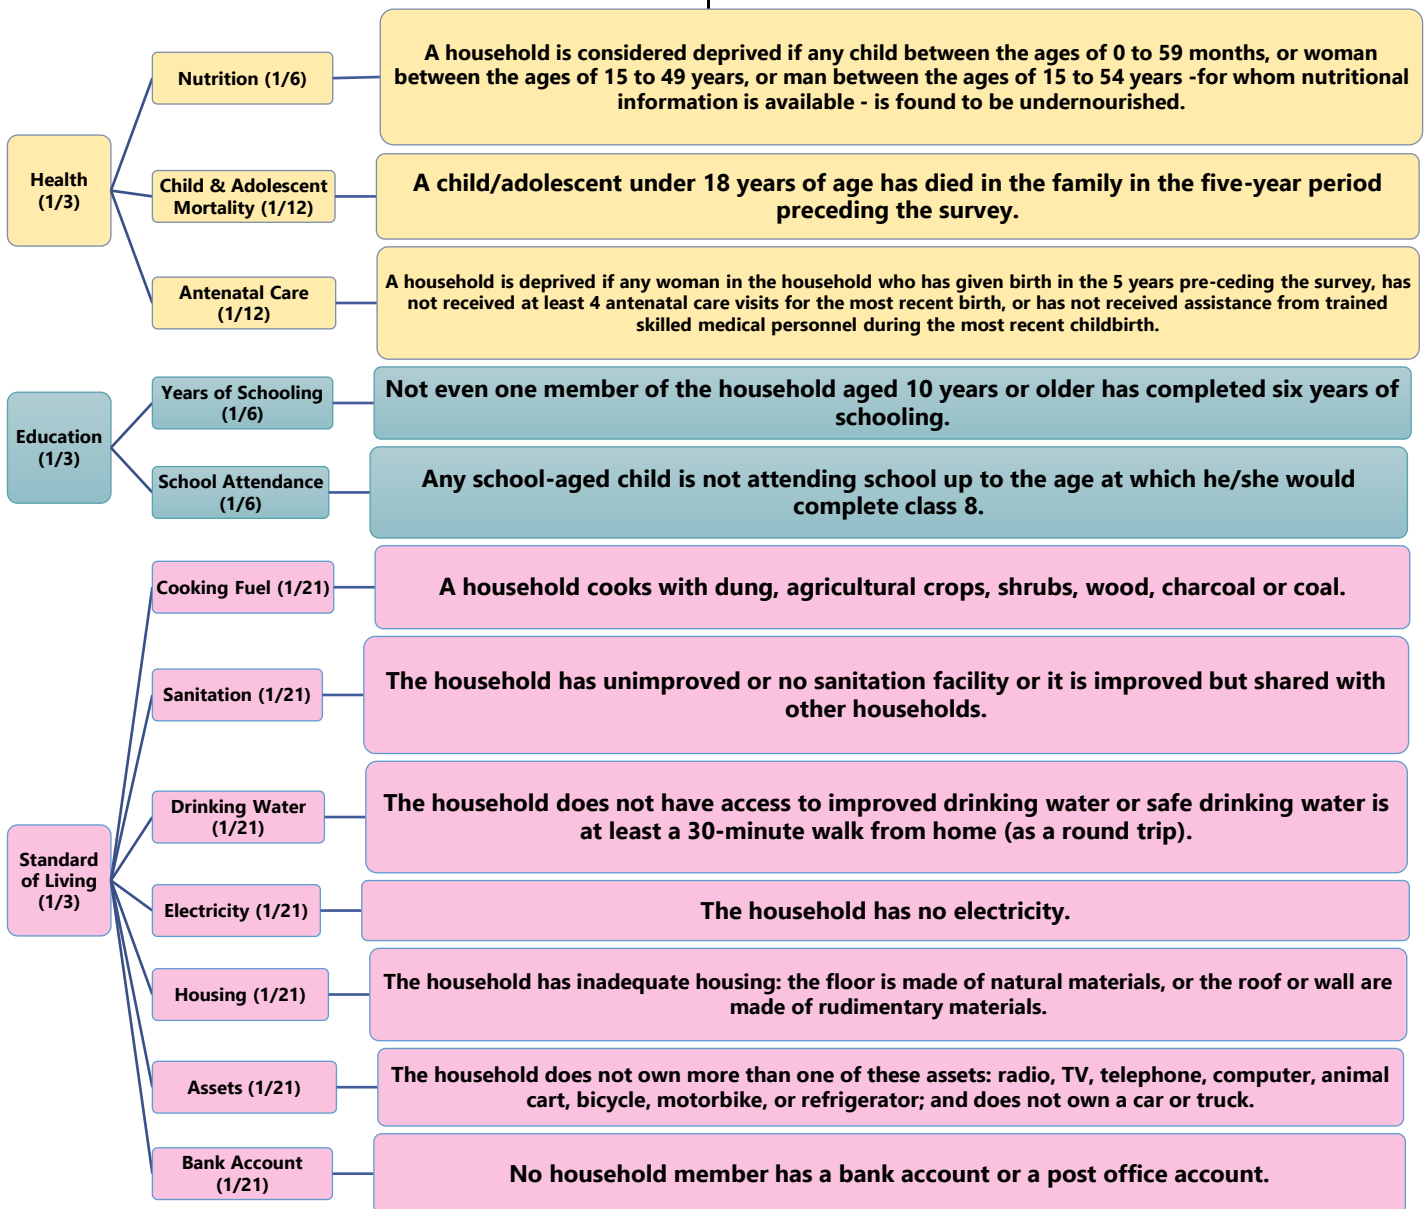 Health
(1/3)
Nutrition (1/6)
A household is considered deprived if any child between the ages of 0 to 59 months, or woman
between the ages of 15 to 49 years, or man between the ages of 15 to 54 years -for whom nutritional
information is available - is found to be undernourished.
Child & Adolescent
Mortality (1/12)
A child/adolescent under 18 years of age has died in the family in the five-year period
preceding the survey.
Antenatal Care
(1/12)
A household is deprived if any woman in the household who has given birth in the 5 years pre-ceding the survey, has
not received at least 4 antenatal care visits for the most recent birth, or has not received assistance from trained
skilled medical personnel during the most recent childbirth.
Education
(1/3)
Years of Schooling
(1/6)
Not even one member of the household aged 10 years or older has completed six years of
schooling.
School Attendance
(1/6)
Any school-aged child is not attending school up to the age at which he/she would
complete class 8.
Standard
of Living
(1/3)
Cooking Fuel (1/21)
A household cooks with dung, agricultural crops, shrubs, wood, charcoal or coal.
Sanitation (1/21)
The household has unimproved or no sanitation facility or it is improved but shared with
other households.
Drinking Water
(1/21)
The household does not have access to improved drinking water or safe drinking water is
at least a 30-minute walk from home (as a round trip).
Electricity (1/21)
The household has no electricity.
Housing (1/21)
The household has inadequate housing: the floor is made of natural materials, or the roof or wall are
made of rudimentary materials.
Assets (1/21)
The household does not own more than one of these assets: radio, TV, telephone, computer, animal
cart, bicycle, motorbike, or refrigerator; and does not own a car or truck.
Bank Account
(1/21)
No household member has a bank account or a post office account.